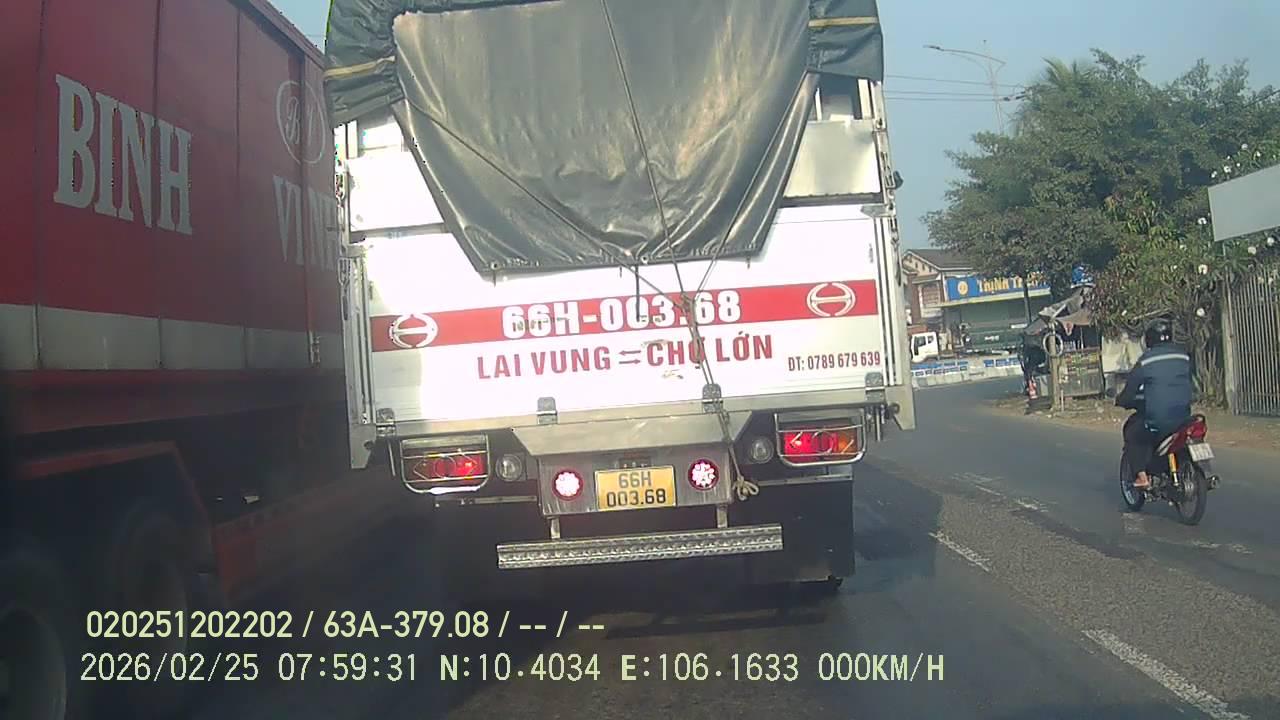 BINH
VINH
66H-003.68
LAI VUNG ⇆ CHỢ LỚN
ĐT: 0789 679 639
66H
003.68
020251202202 / 63A-379.08 / -- / --
2026/02/25 07:59:31 N:10.4034 E:106.1633 000KM/H